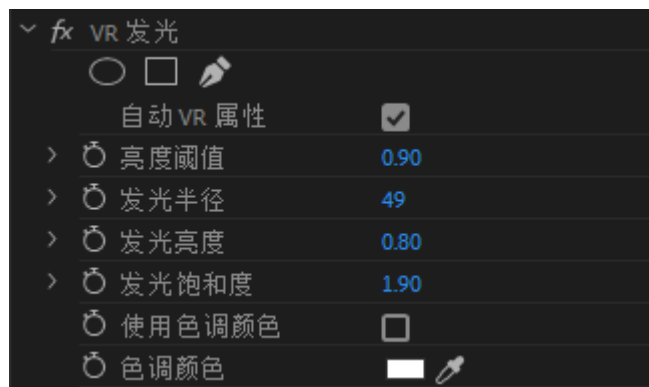 fx VR 发光
自动 VR 属性
亮度阈值 0.90
发光半径 49
发光亮度 0.80
发光饱和度 1.90
使用色调颜色
色调颜色